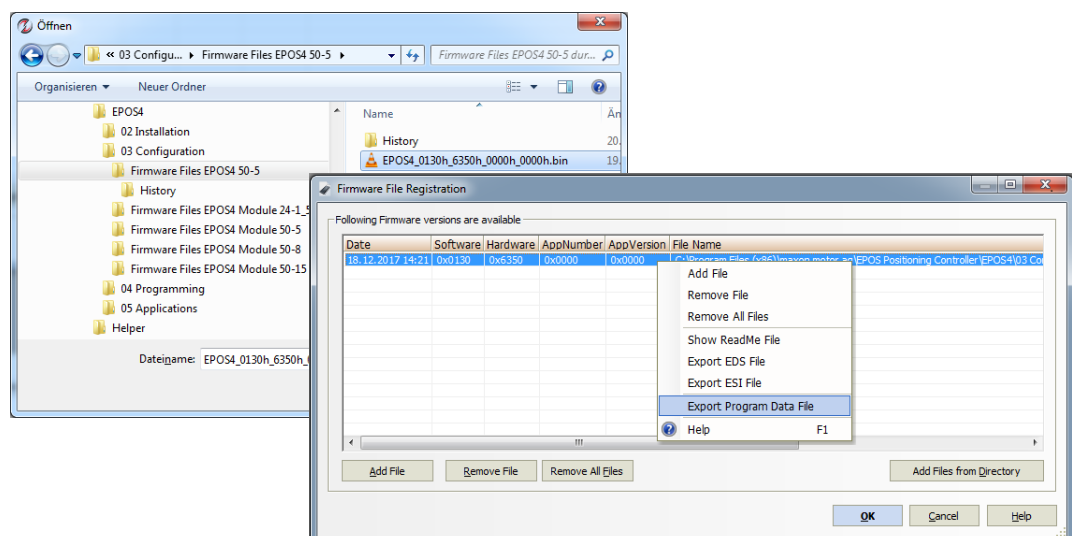 Öffnen
« 03 Configu... Firmware Files EPOS4 50-5
Firmware Files EPOS4 50-5 dur...
Organisieren Neuer Ordner
EPOS4
02 Installation
03 Configuration
Firmware Files EPOS4 50-5
History
Firmware Files EPOS4 Module 24-1_5
Firmware Files EPOS4 Module 50-5
Firmware Files EPOS4 Module 50-8
Firmware Files EPOS4 Module 50-15
04 Programming
05 Applications
Helper
Name Än
History 20.
EPOS4_0130h_6350h_0000h_0000h.bin 19.
Dateiname: EPOS4_0130h_6350h_
Firmware File Registration
Following Firmware versions are available
Date Software Hardware AppNumber AppVersion File Name
18.12.2017 14:21 0x0130 0x6350 0x0000 0x0000 C:\Program Files (x86)\maxon motor ag\EPOS Positioning Controller\EPOS4\03 Co
Add File
Remove File
Remove All Files
Show ReadMe File
Export EDS File
Export ESI File
Export Program Data File
Help F1
Add File Remove File Remove All Files Add Files from Directory
OK Cancel Help